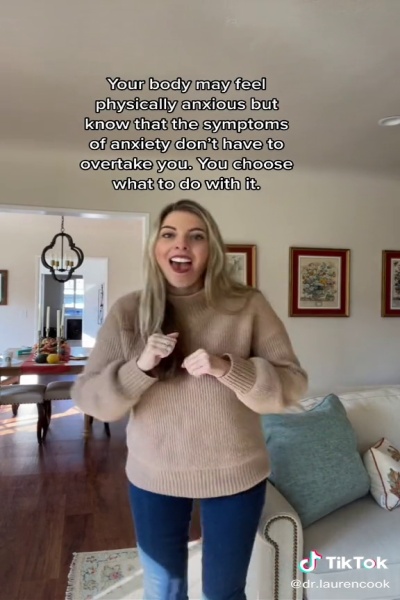 Your body may feel
physically anxious but
know that the symptoms
of anxiety don't have to
overtake you. You choose
what to do with it.
TikTok
@dr.laurencook